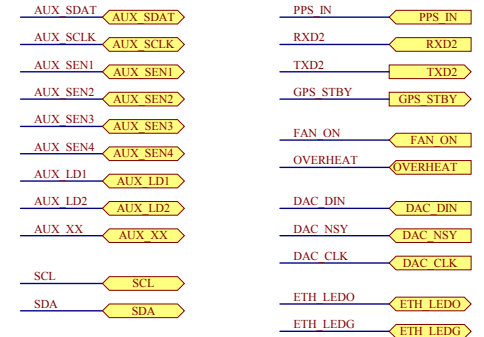 AUX_SDAT AUX_SDAT
AUX_SCLK AUX_SCLK
AUX_SEN1 AUX_SEN1
AUX_SEN2 AUX_SEN2
AUX_SEN3 AUX_SEN3
AUX_SEN4 AUX_SEN4
AUX_LD1 AUX_LD1
AUX_LD2 AUX_LD2
AUX_XX AUX_XX
SCL SCL
SDA SDA
PPS_IN PPS_IN
RXD2 RXD2
TXD2 TXD2
GPS_STBY GPS_STBY
FAN_ON FAN_ON
OVERHEAT OVERHEAT
DAC_DIN DAC_DIN
DAC_NSY DAC_NSY
DAC_CLK DAC_CLK
ETH_LEDO ETH_LEDO
ETH_LEDG ETH_LEDG